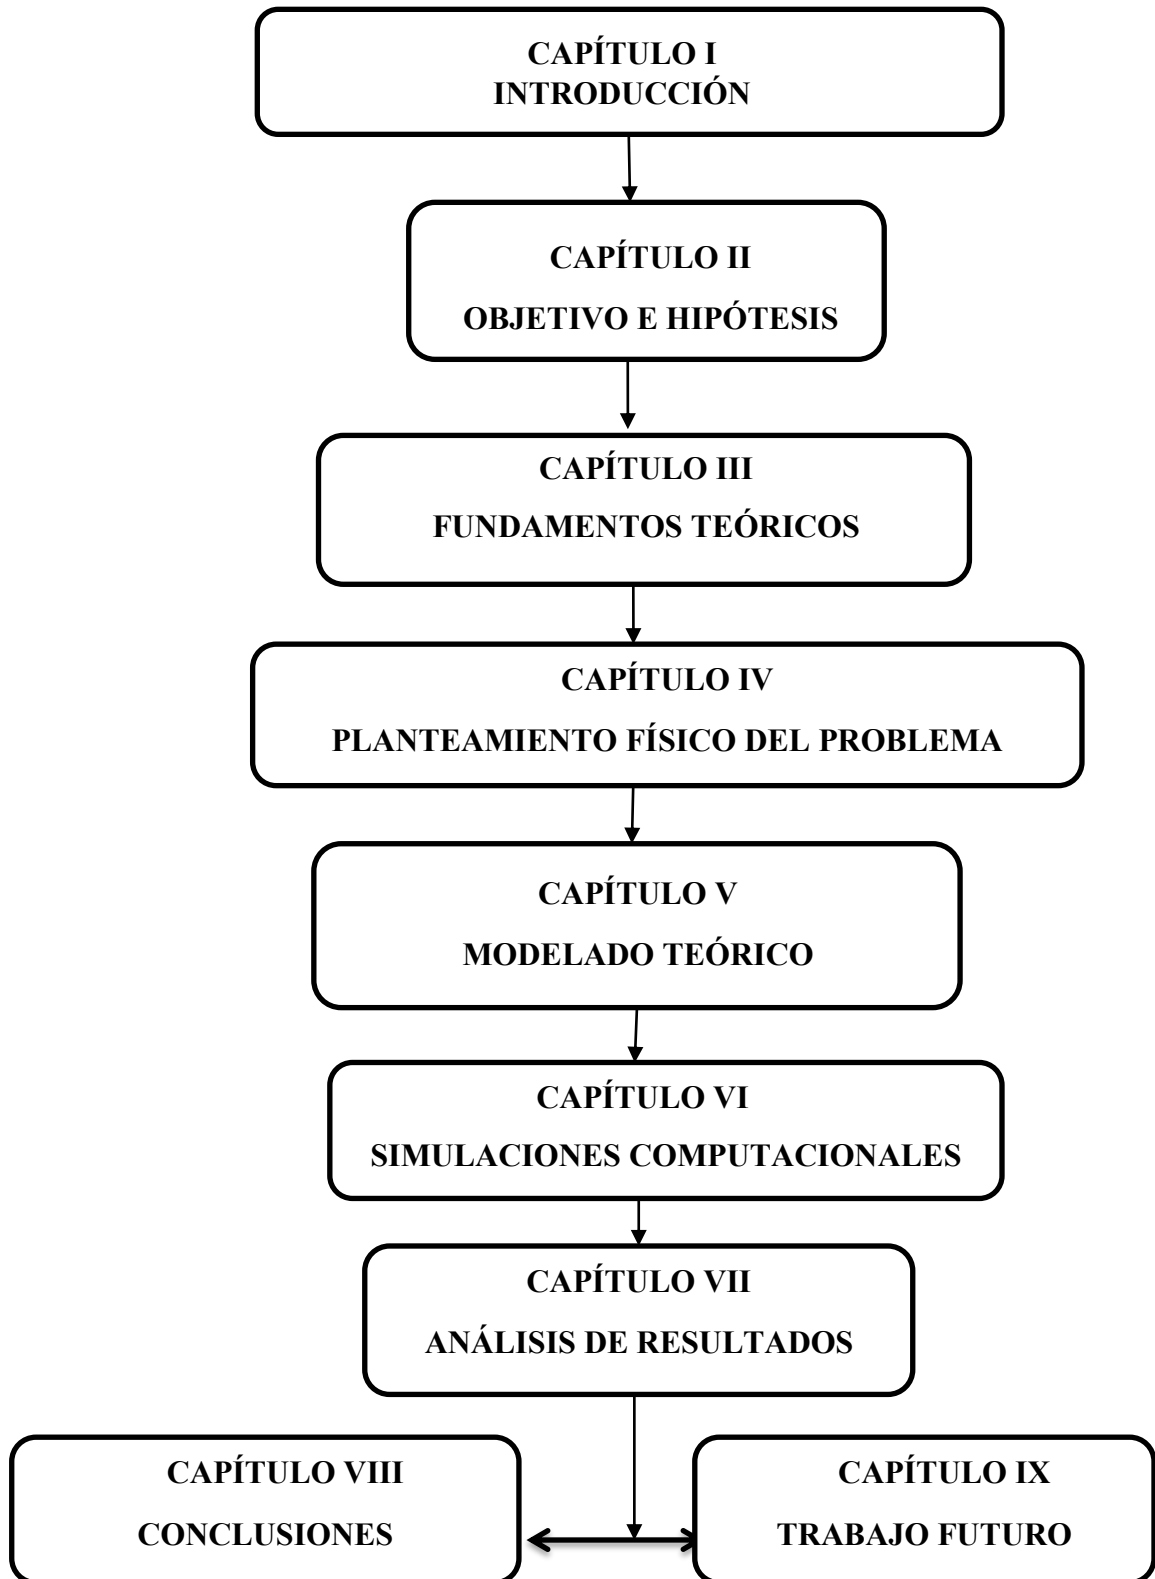 CAPÍTULO I
INTRODUCCIÓN
CAPÍTULO II
OBJETIVO E HIPÓTESIS
CAPÍTULO III
FUNDAMENTOS TEÓRICOS
CAPÍTULO IV
PLANTEAMIENTO FÍSICO DEL PROBLEMA
CAPÍTULO V
MODELADO TEÓRICO
CAPÍTULO VI
SIMULACIONES COMPUTACIONALES
CAPÍTULO VII
ANÁLISIS DE RESULTADOS
CAPÍTULO VIII
CONCLUSIONES
CAPÍTULO IX
TRABAJO FUTURO